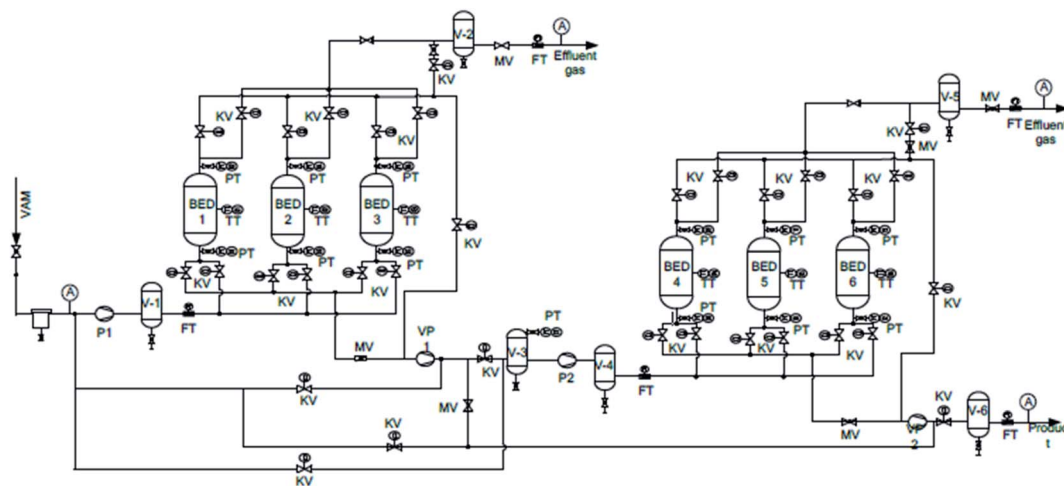 V-2
A
MV
FT
Effluent
gas
KV
KV
KV
KV
KV
PT
PT
PT
BED
1
BED
2
BED
3
TT
TT
TT
KV
PT
PT
PT
KV
KV
KV
VAM
A
P1
V-1
FT
MV
VP
1
KV
V-3
PT
P2
V-4
FT
KV
MV
KV
KV
V-5
MV
A
FT
Effluent
gas
KV
MV
KV
KV
KV
PT
PT
PT
BED
4
BED
5
BED
6
TT
TT
TT
KV
PT
PT
PT
KV
KV
KV
MV
VP
2
KV
V-6
A
FT
Produc
t